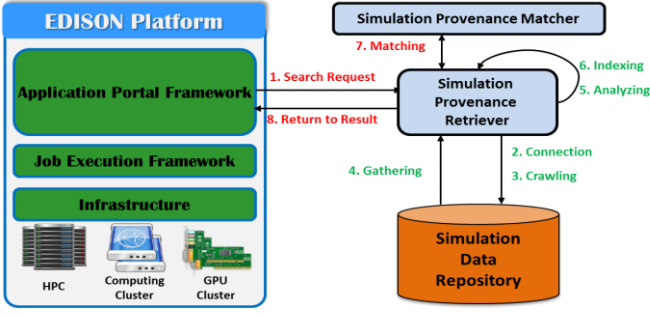 EDISON Platform
Application Portal Framework
Job Execution Framework
Infrastructure
HPC
Computing
Cluster
GPU
Cluster
1. Search Request
8. Return to Result
Simulation Provenance Matcher
7. Matching
Simulation
Provenance
Retriever
6. Indexing
5. Analyzing
4. Gathering
2. Connection
3. Crawling
Simulation
Data
Repository